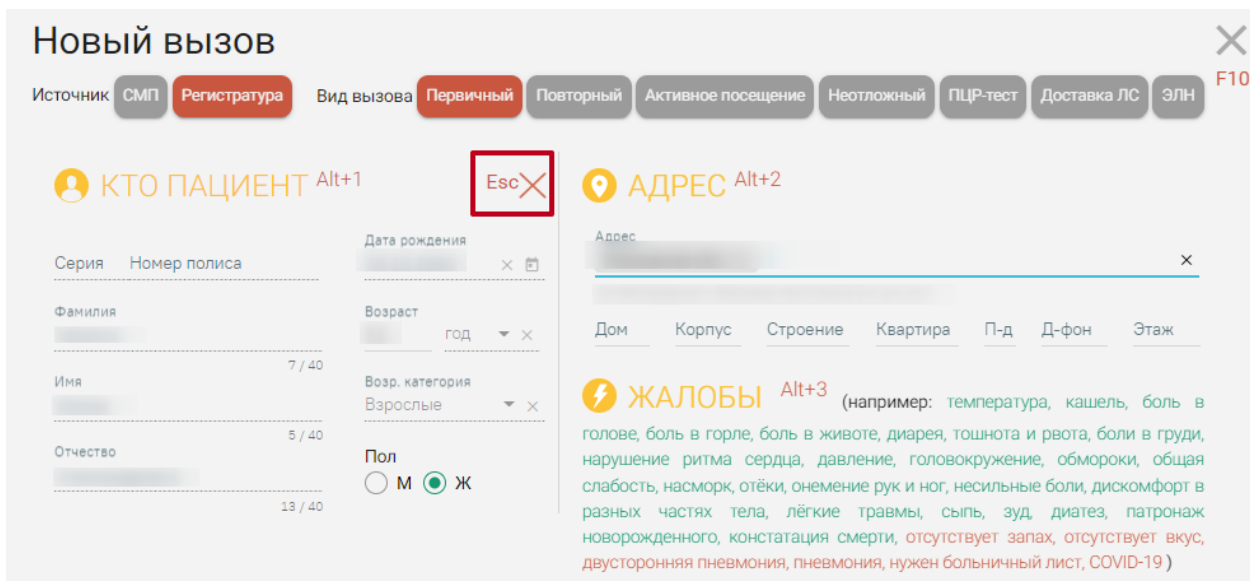 Новый вызов
F10
Источник СМП Регистратура Вид вызова Первичный Повторный Активное посещение Неотложный ПЦР-тест Доставка ЛС ЭЛН
КТО ПАЦИЕНТ Alt+1 Esc
Дата рождения
Серия Номер полиса
Фамилия
Возраст
год
7 / 40
Имя
Возр. категория
Взрослые
5 / 40
Отчество
Пол
М Ж
13 / 40
АДРЕС Alt+2
Адрес
Дом Корпус Строение Квартира П-д Д-фон Этаж
ЖАЛОБЫ Alt+3 (например: температура, кашель, боль в
голове, боль в горле, боль в животе, диарея, тошнота и рвота, боли в груди,
нарушение ритма сердца, давление, головокружение, обмороки, общая
слабость, насморк, отёки, онемение рук и ног, несильные боли, дискомфорт в
разных частях тела, лёгкие травмы, сыпь, зуд, диатез, патронаж
новорожденного, констатация смерти, отсутствует запах, отсутствует вкус,
двусторонняя пневмония, пневмония, нужен больничный лист, COVID-19 )